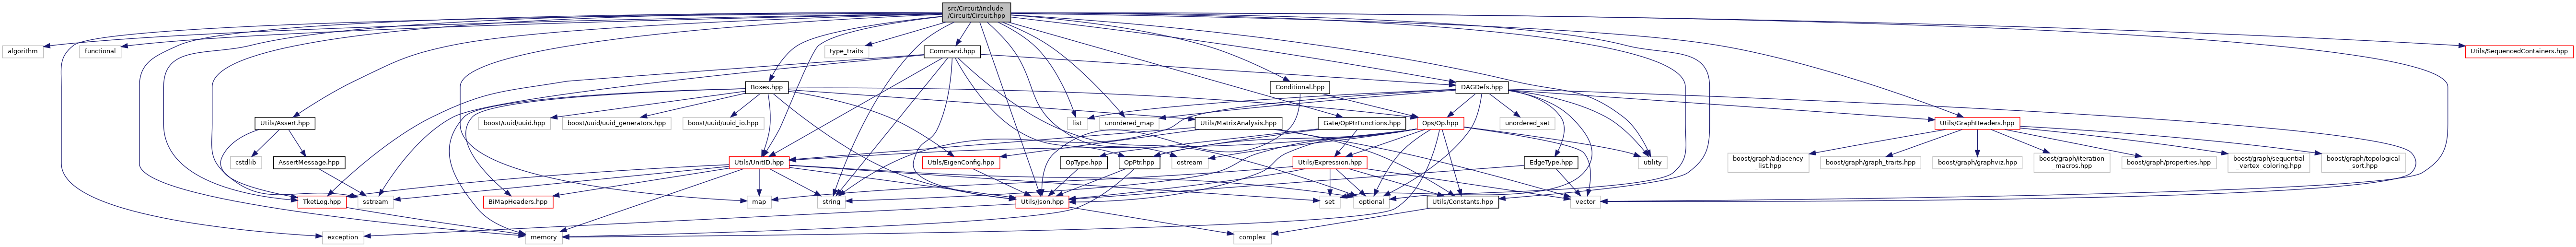 src/Circuit/include
/Circuit/Circuit.hpp
algorithm
functional
type_traits
Command.hpp
Utils/SequencedContainers.hpp
Boxes.hpp
Conditional.hpp
DAGDefs.hpp
Utils/Assert.hpp
boost/uuid/uuid.hpp
boost/uuid/uuid_generators.hpp
boost/uuid/uuid_io.hpp
list
unordered_map
Utils/MatrixAnalysis.hpp
Gate/OpPtrFunctions.hpp
Ops/Op.hpp
unordered_set
Utils/GraphHeaders.hpp
cstdlib
AssertMessage.hpp
Utils/UnitID.hpp
Utils/EigenConfig.hpp
OpType.hpp
OpPtr.hpp
ostream
Utils/Expression.hpp
EdgeType.hpp
utility
boost/graph/adjacency
_list.hpp
boost/graph/graph_traits.hpp
boost/graph/graphviz.hpp
boost/graph/iteration
_macros.hpp
boost/graph/properties.hpp
boost/graph/sequential
_vertex_coloring.hpp
boost/graph/topological
_sort.hpp
TketLog.hpp
sstream
BiMapHeaders.hpp
map
string
Utils/Json.hpp
set
optional
Utils/Constants.hpp
vector
exception
memory
complex